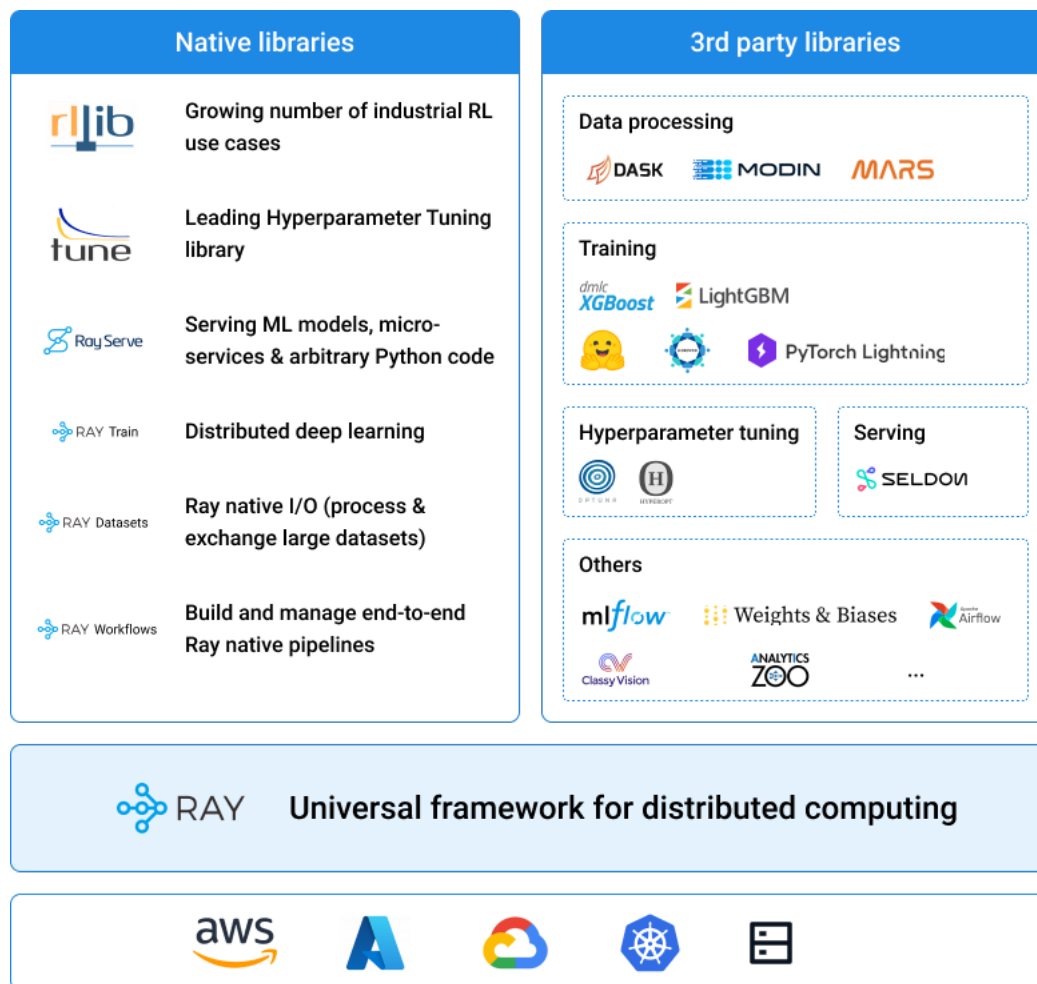 Native libraries
rllib
Growing number of industrial RL
use cases
tune
Leading Hyperparameter Tuning
library
Ray Serve
Serving ML models, micro-
services & arbitrary Python code
RAY Train
Distributed deep learning
RAY Datasets
Ray native I/O (process &
exchange large datasets)
RAY Workflows
Build and manage end-to-end
Ray native pipelines
3rd party libraries
Data processing
DASK
MODIN
MARS
Training
dmlc
XGBoost
LightGBM
PyTorch Lightning
Hyperparameter tuning
OPTUNA
H
HYPEROPT
Serving
SELDON
Others
mlflow
Weights & Biases
Apache
Airflow
Classy Vision
ANALYTICS
ZOO
...
RAY
Universal framework for distributed computing
aws